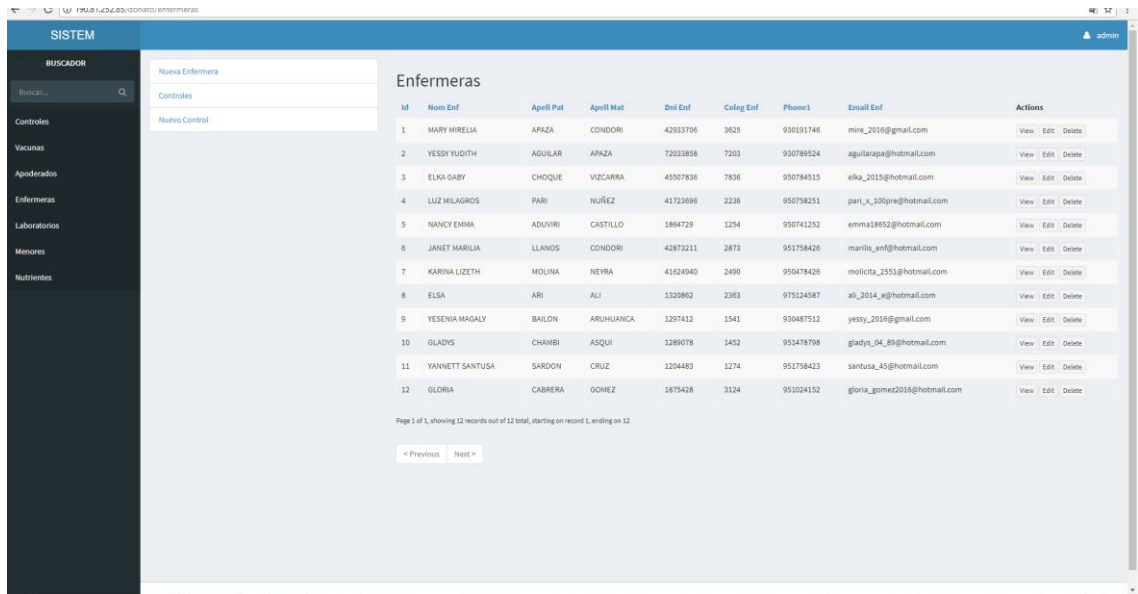 190.81.252.85/donato/enfermeras
SISTEM
admin
BUSCADOR
Buscar...
Controles
Vacunas
Apoderados
Enfermeras
Laboratorios
Menores
Nutrientes
Nueva Enfermera
Controles
Nuevo Control
Enfermeras
Id Nom Enf Apell Pat Apell Mat Dni Enf Coleg Enf Phone1 Email Enf Actions
1 MARY MIRELIA APAZA CONDORI 42933706 3625 930191746 mire_2016@gmail.com View Edit Delete
2 YESSY YUDITH AGUILAR APAZA 72033858 7203 930789524 aguilarapa@hotmail.com View Edit Delete
3 ELKA GABY CHOQUE VIZCARRA 45507836 7836 950784515 elka_2015@hotmail.com View Edit Delete
4 LUZ MILAGROS PARI NUÑEZ 41723696 2236 950758251 pari_x_100pre@hotmail.com View Edit Delete
5 NANCY EMMA ADUVIRI CASTILLO 1864729 1254 950741252 emma18652@hotmail.com View Edit Delete
6 JANET MARILIA LLANOS CONDORI 42873211 2873 951758426 marilis_enf@hotmail.com View Edit Delete
7 KARINA LIZETH MOLINA NEYRA 41624940 2490 950478426 molicita_2551@hotmail.com View Edit Delete
8 ELSA ARI ALI 1320862 2363 975124587 ali_2014_e@hotmail.com View Edit Delete
9 YESENIA MAGALY BAILON ARUHUANCA 1297412 1541 930487512 yessy_2016@gmail.com View Edit Delete
10 GLADYS CHAMBI ASQUI 1289078 1452 951478798 gladys_04_89@hotmail.com View Edit Delete
11 YANNETT SANTUSA SARDON CRUZ 1204483 1274 951758423 santusa_45@hotmail.com View Edit Delete
12 GLORIA CABRERA GOMEZ 1875428 3124 951024152 gloria_gomez2016@hotmail.com View Edit Delete
Page 1 of 1, showing 12 records out of 12 total, starting on record 1, ending on 12
< Previous Next >